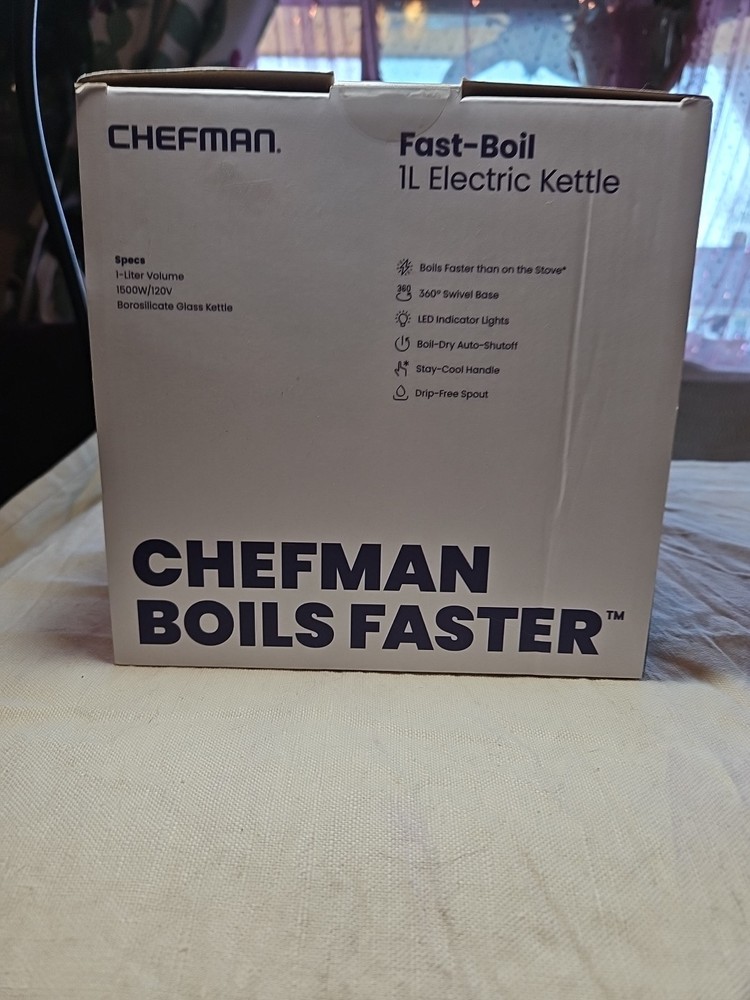 CHEFMAN.
Fast-Boil
1L Electric Kettle
Specs
1-Liter Volume
1500W/120V
Borosilicate Glass Kettle
Boils Faster than on the Stove*
360
360° Swivel Base
LED Indicator Lights
Boil-Dry Auto-Shutoff
Stay-Cool Handle
Drip-Free Spout
CHEFMAN
BOILS FASTER™